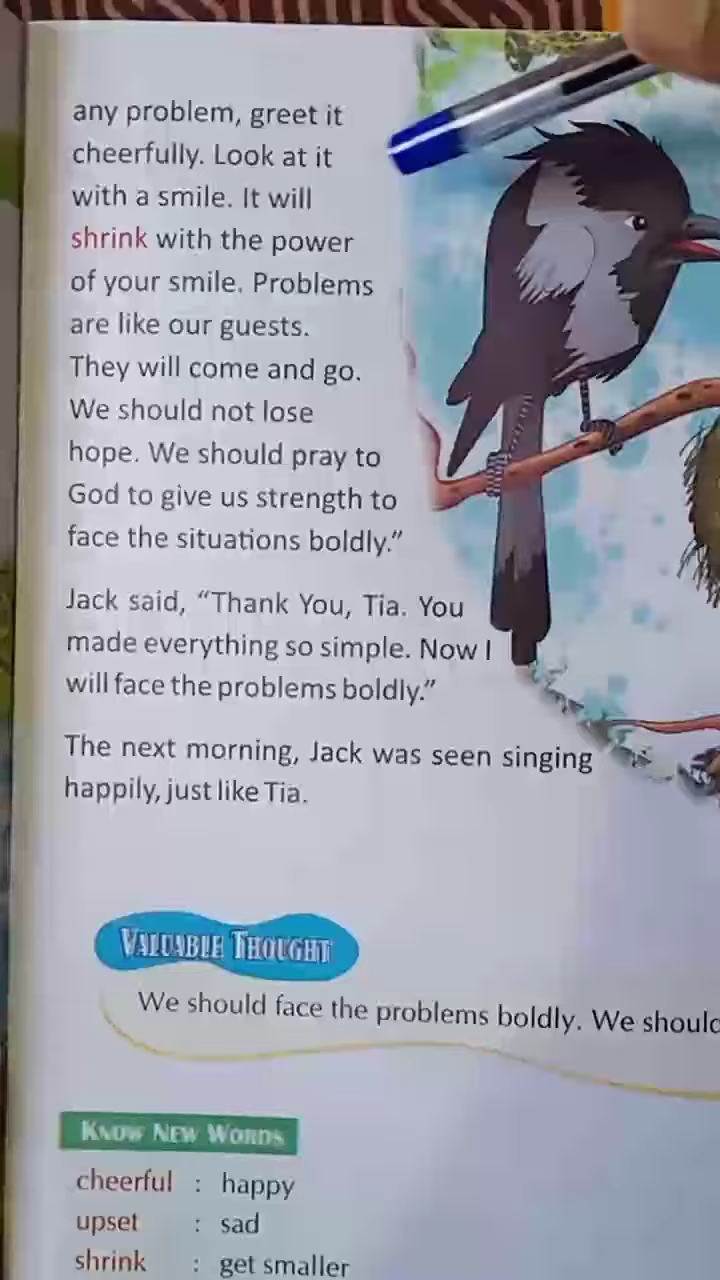 any problem, greet it
cheerfully. Look at it
with a smile. It will
shrink with the power
of your smile. Problems
are like our guests.
They will come and go.
We should not lose
hope. We should pray to
God to give us strength to
face the situations boldly.”
Jack said, “Thank You, Tia. You
made everything so simple. Now I
will face the problems boldly.”
The next morning, Jack was seen singing
happily, just like Tia.
VALUABLE THOUGHT
We should face the problems boldly. We should
KNOW NEW WORDS
cheerful : happy
upset : sad
shrink : get smaller